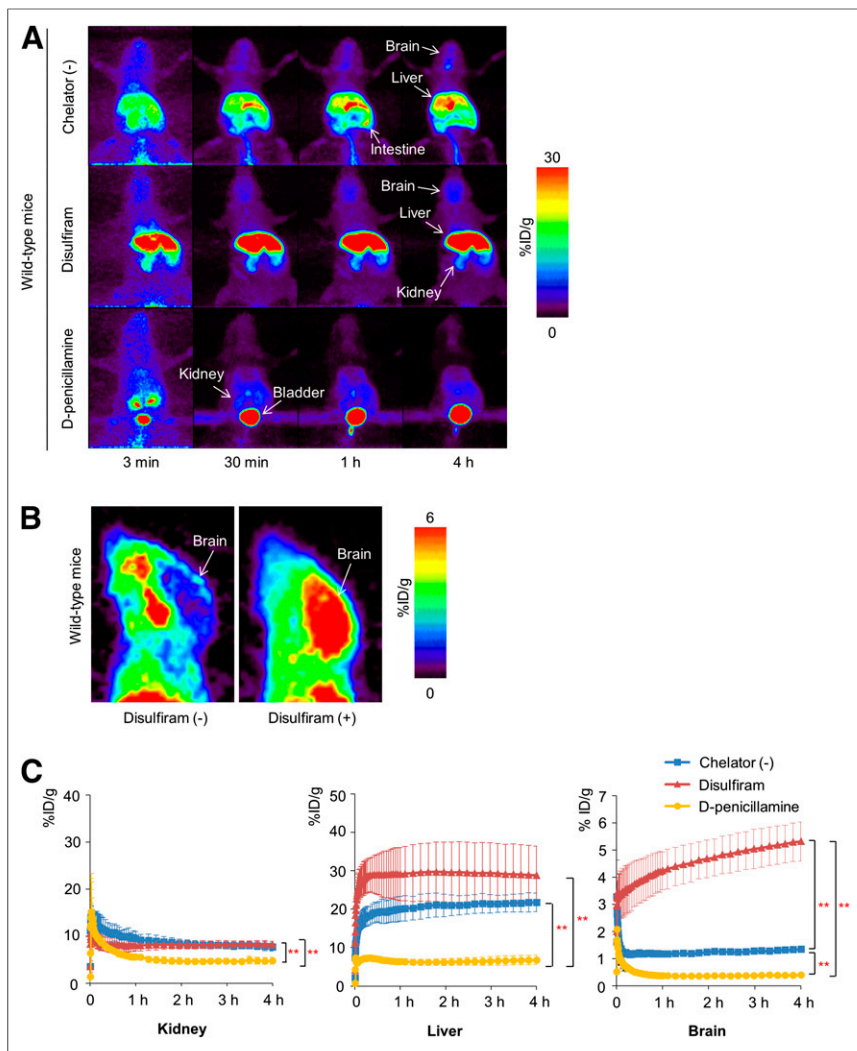 A
Wild-type mice
Chelator (-)
Brain
Liver
Intestine
Disulfiram
Brain
Liver
Kidney
D-penicillamine
Kidney
Bladder
3 min
30 min
1 h
4 h
30
%ID/g
0
B
Wild-type mice
Brain
Brain
Disulfiram (-)
Disulfiram (+)
6
%ID/g
0
C
Chelator (-)
Disulfiram
D-penicillamine
%ID/g
40
30
20
10
0
0
1 h
2 h
3 h
4 h
** **
Kidney
%ID/g
50
40
30
20
10
0
0
1 h
2 h
3 h
4 h
** **
Liver
% ID/g
7
6
5
4
3
2
1
0
0
1 h
2 h
3 h
4 h
** **
**
Brain